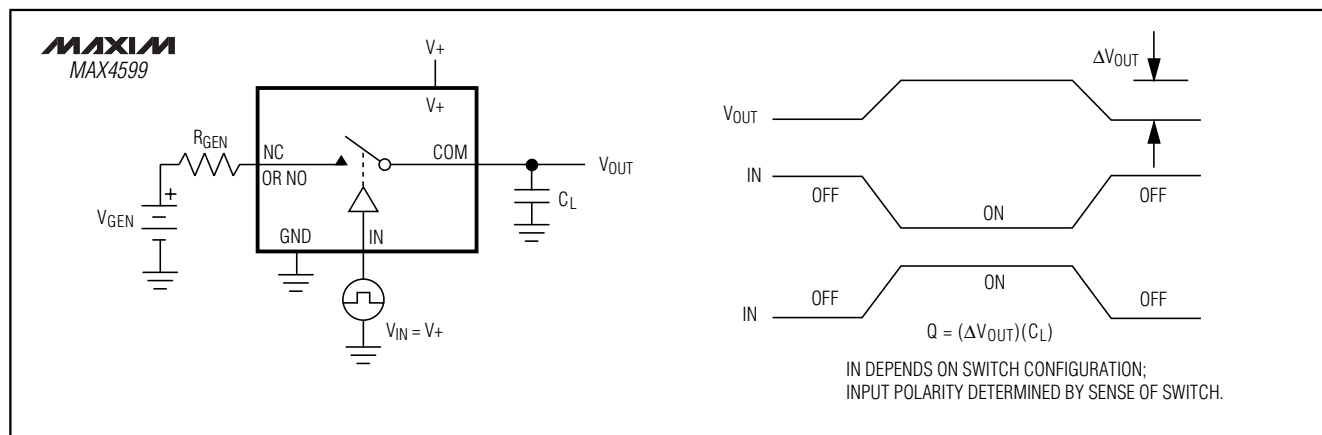 MAXIM
MAX4599
V+
V+
RGEN
NC
OR NO
COM
VOUT
CL
VGEN
+
GND
IN
VIN = V+
ΔVOUT
VOUT
IN
OFF
ON
OFF
IN
OFF
ON
OFF
Q = (ΔVOUT)(CL)
IN DEPENDS ON SWITCH CONFIGURATION;
INPUT POLARITY DETERMINED BY SENSE OF SWITCH.